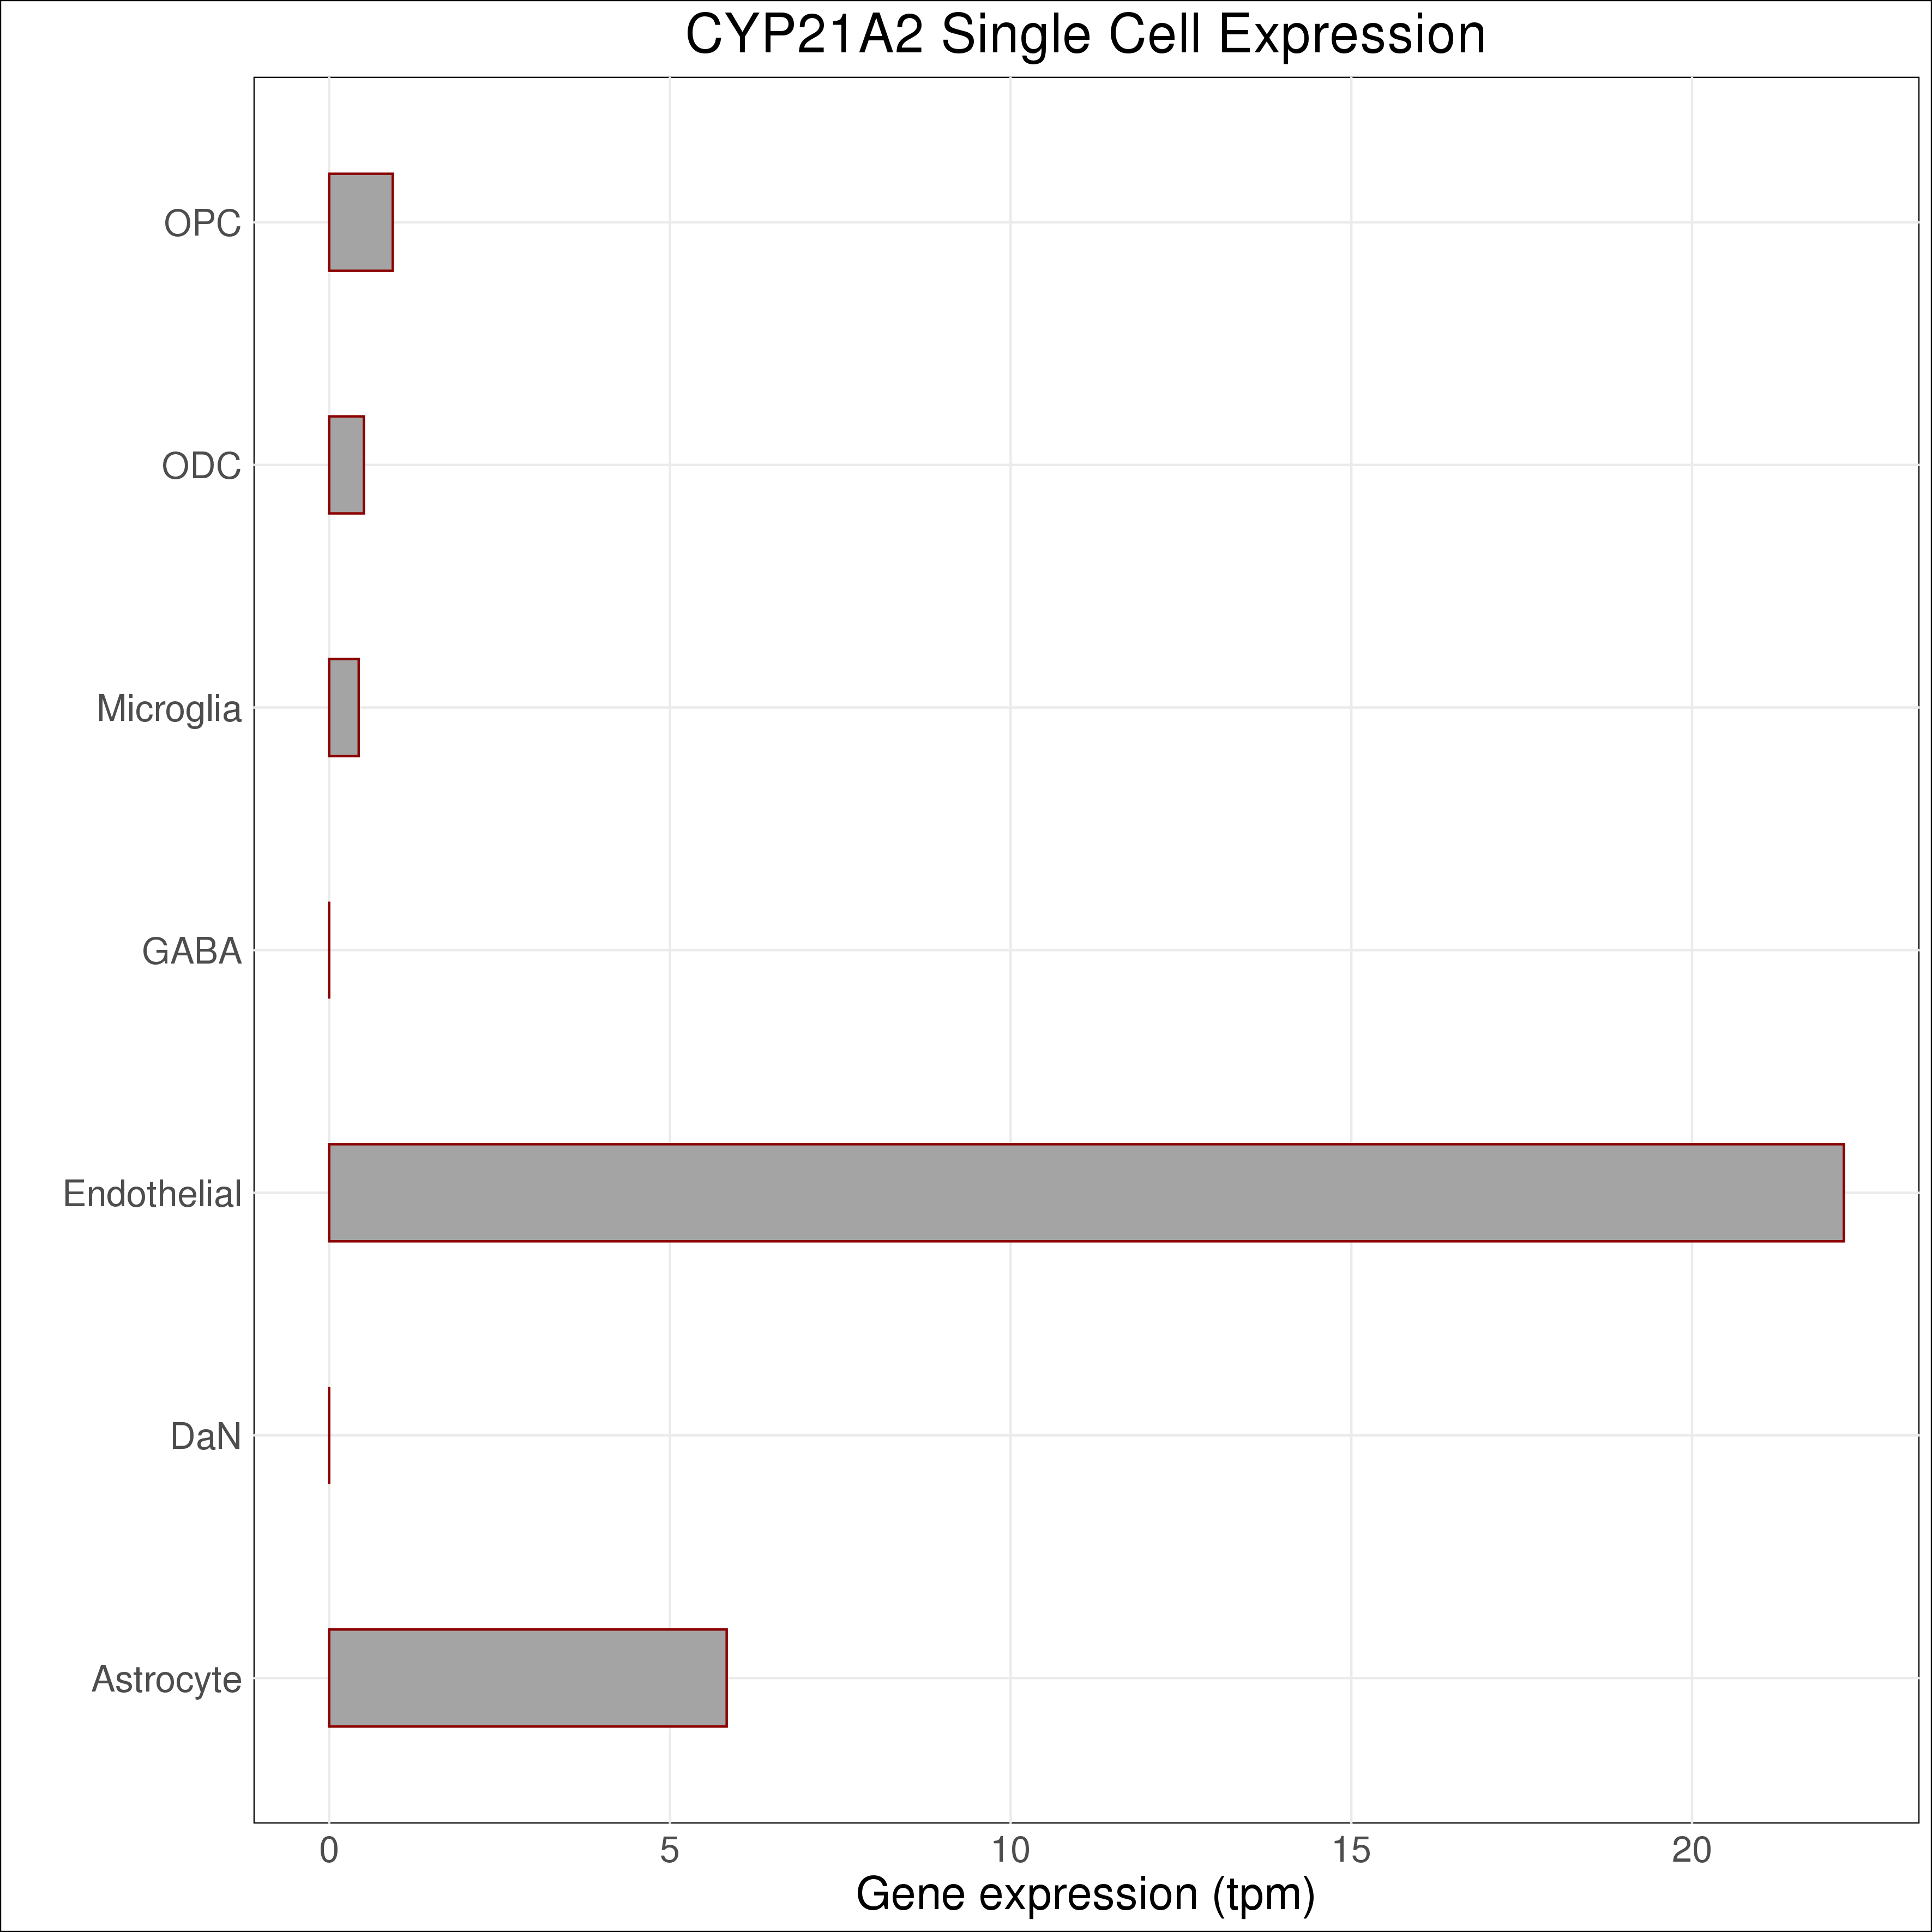 CYP21A2 Single Cell Expression
OPC
ODC
Microglia
GABA
Endothelial
DaN
Astrocyte
0 5 10 15 20
Gene expression (tpm)